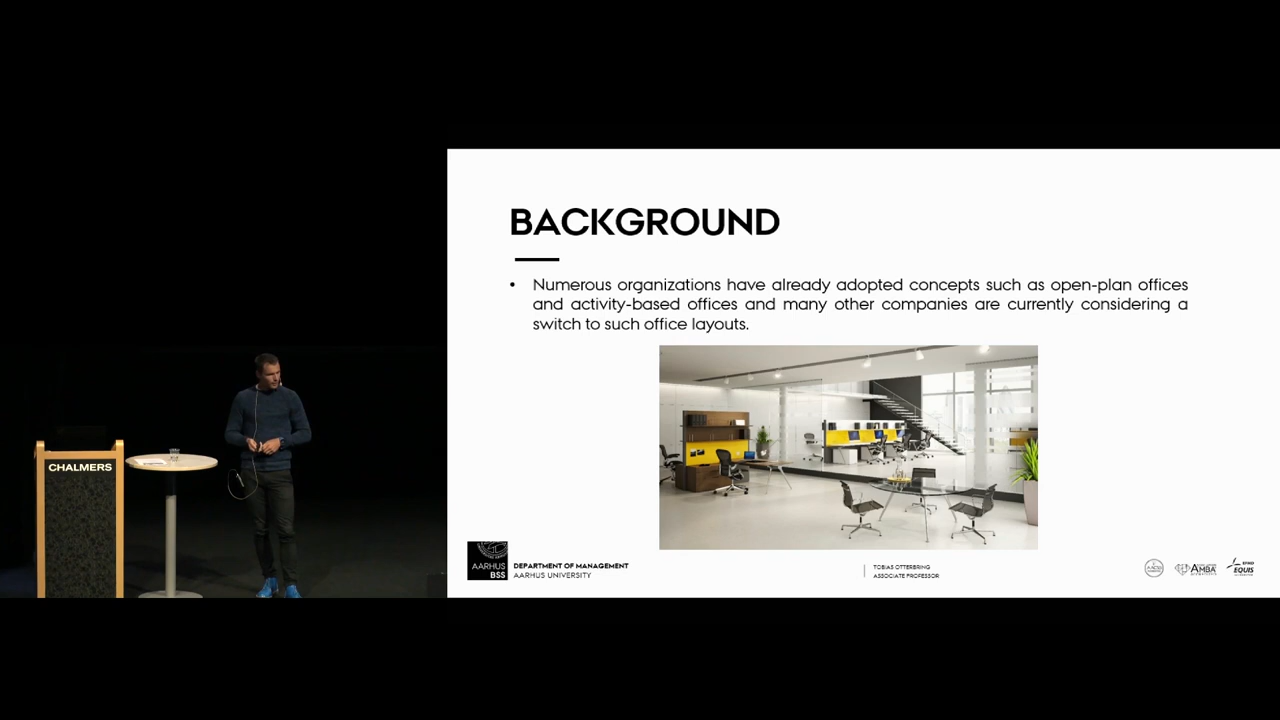 BACKGROUND
• Numerous organizations have already adopted concepts such as open-plan offices
and activity-based offices and many other companies are currently considering a
switch to such office layouts.
CHALMERS
AARHUS
BSS
DEPARTMENT OF MANAGEMENT
AARHUS UNIVERSITY
TOBIAS OTTERBRING
ASSOCIATE PROFESSOR
AMBA
EFMD
EQUIS